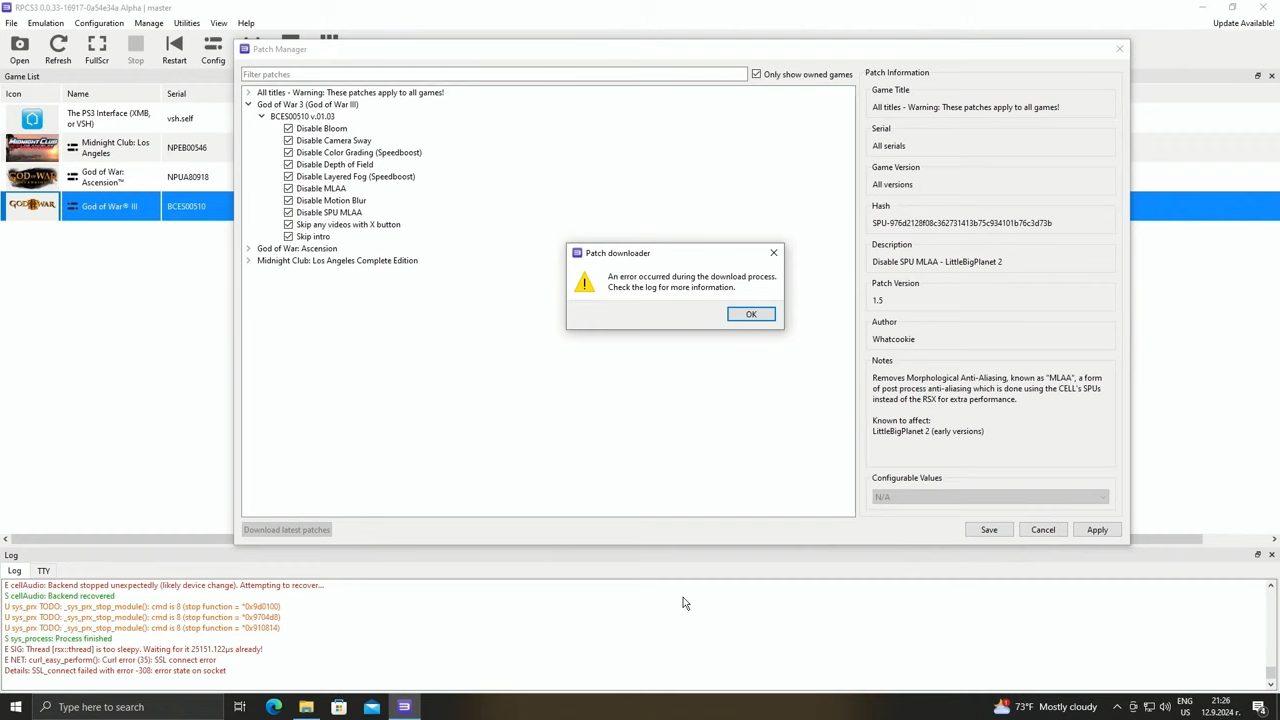 RPCS3 0.0.33-16917-0a54e34a Alpha | master
File Emulation Configuration Manage Utilities View Help
Update Available!
Open Refresh FullScr Stop Restart Config
Game List
Icon Name Serial
The PS3 Interface (XMB, or VSH)
vsh.self
Midnight Club: Los Angeles
NPEB00546
God of War: Ascension™
NPUA80918
God of War® III
BCES00510
Patch Manager
Filter patches
Only show owned games
All titles - Warning: These patches apply to all games!
God of War 3 (God of War III)
BCES00510 v.01.03
Disable Bloom
Disable Camera Sway
Disable Color Grading (Speedboost)
Disable Depth of Field
Disable Layered Fog (Speedboost)
Disable MLAA
Disable Motion Blur
Disable SPU MLAA
Skip any videos with X button
Skip intro
God of War: Ascension
Midnight Club: Los Angeles Complete Edition
Download latest patches
Patch Information
Game Title
All titles - Warning: These patches apply to all games!
Serial
All serials
Game Version
All versions
Hash
SPU-976d2128f08c362731413b75c934101b76c3d73b
Description
Disable SPU MLAA - LittleBigPlanet 2
Patch Version
1.5
Author
Whatcookie
Notes
Removes Morphological Anti-Aliasing, known as "MLAA", a form
of post process anti-aliasing which is done using the CELL's SPUs
instead of the RSX for extra performance.
Known to affect:
LittleBigPlanet 2 (early versions)
Configurable Values
N/A
Save Cancel Apply
Patch downloader
An error occurred during the download process.
Check the log for more information.
OK
Log
Log TTY
E cellAudio: Backend stopped unexpectedly (likely device change). Attempting to recover...
S cellAudio: Backend recovered
U sys_prx TODO: _sys_prx_stop_module(): cmd is 8 (stop function = *0x9d0100)
U sys_prx TODO: _sys_prx_stop_module(): cmd is 8 (stop function = *0x9704d8)
U sys_prx TODO: _sys_prx_stop_module(): cmd is 8 (stop function = *0x910814)
S sys_process: Process finished
E SIG: Thread [rsx::thread] is too sleepy. Waiting for it 25151.122µs already!
E NET: curl_easy_perform(): Curl error (35): SSL connect error
Details: SSL_connect failed with error -308: error state on socket
Type here to search
73°F Mostly cloudy
ENG
US
21:26
12.9.2024 г.